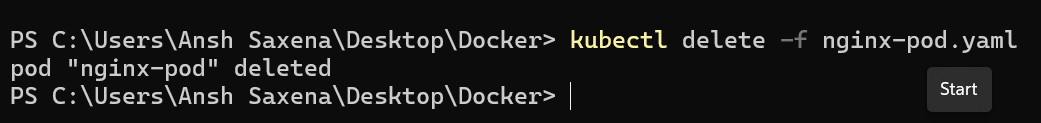 PS C:\Users\Ansh Saxena\Desktop\Docker> kubectl delete -f nginx-pod.yaml
pod "nginx-pod" deleted
PS C:\Users\Ansh Saxena\Desktop\Docker>
Start